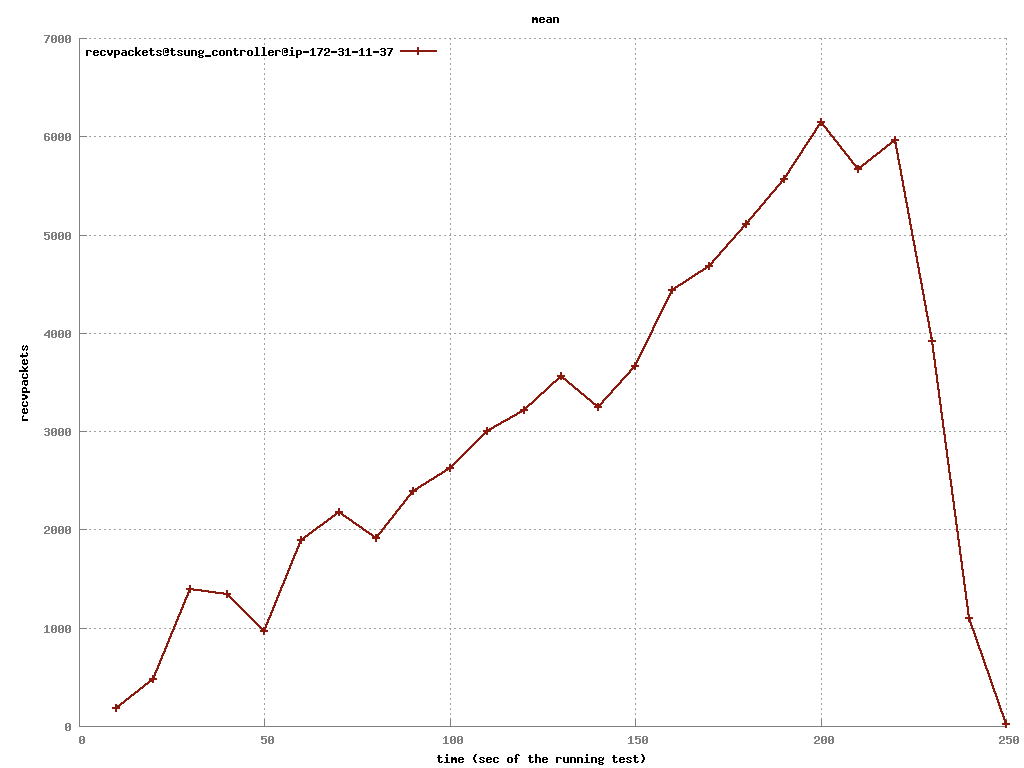 mean
7000
recvpackets@tsung_controller@ip-172-31-11-37
6000
5000
4000
recvpackets
3000
2000
1000
0
0 50 100 150 200 250
time (sec of the running test)